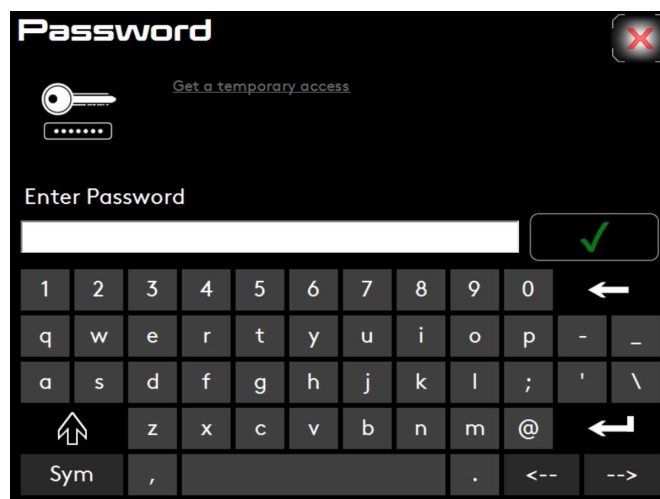 Password
Get a temporary access
Enter Password
1 2 3 4 5 6 7 8 9 0
q w e r t y u i o p - _
a s d f g h j k l ; ' \
z x c v b n m @
Sym , . <-- -->